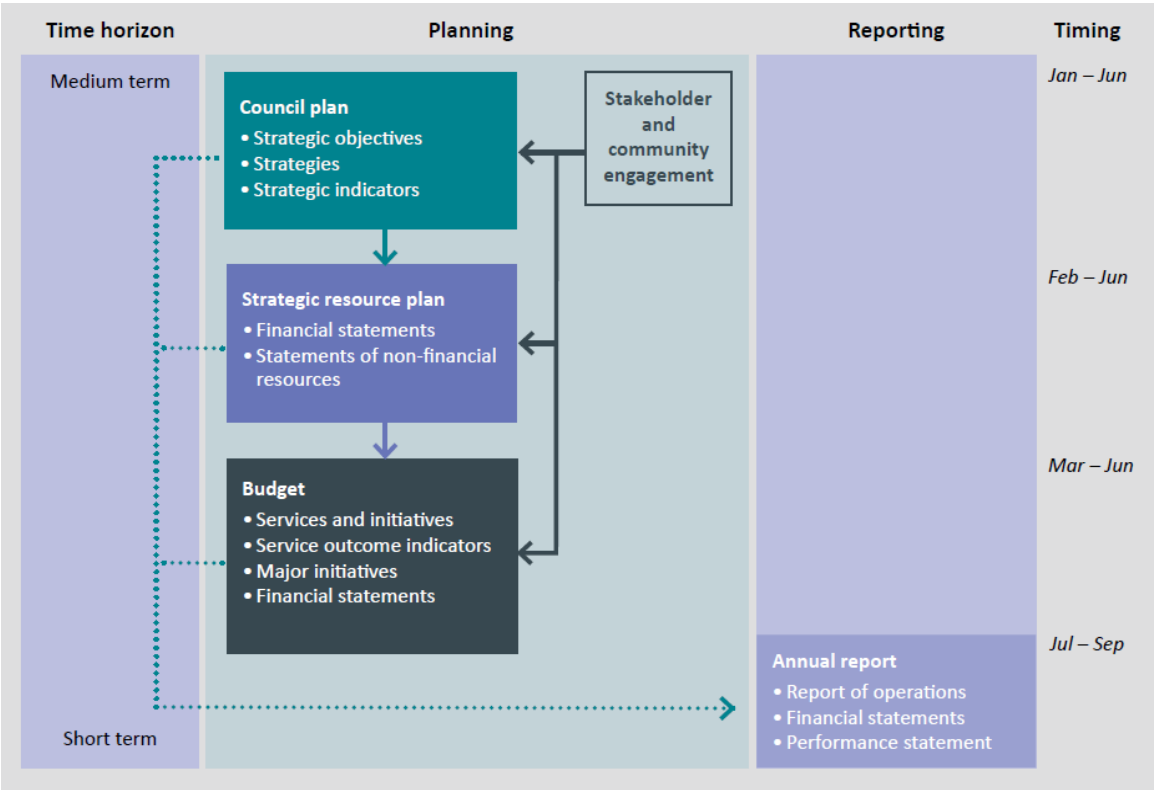 Time horizon
Planning
Reporting
Timing
Medium term
Jan – Jun
Council plan
• Strategic objectives
• Strategies
• Strategic indicators
Stakeholder
and
community
engagement
Feb – Jun
Strategic resource plan
• Financial statements
• Statements of non-financial
resources
Mar – Jun
Budget
• Services and initiatives
• Service outcome indicators
• Major initiatives
• Financial statements
Jul – Sep
Annual report
• Report of operations
• Financial statements
• Performance statement
Short term